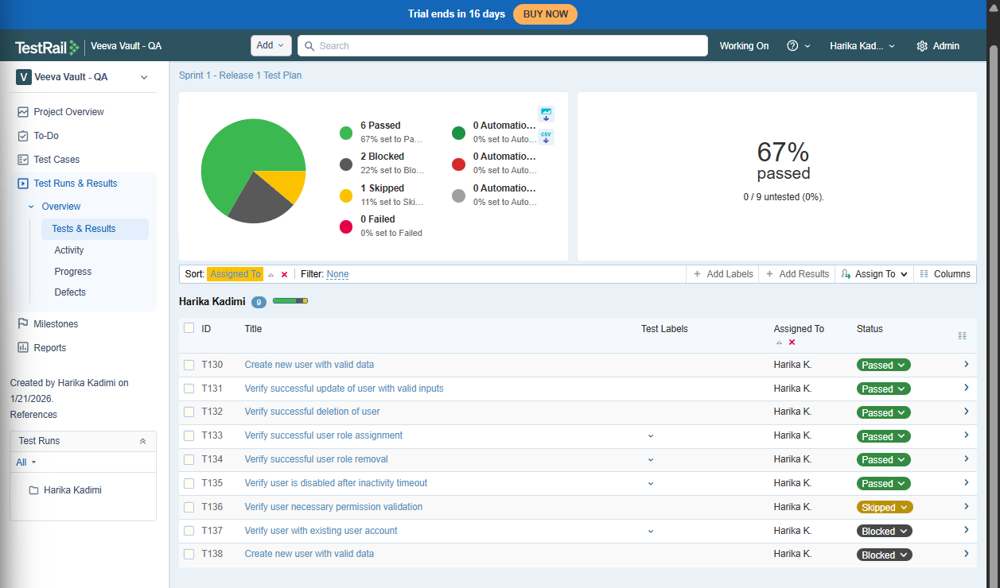 Trial ends in 16 days BUY NOW
TestRail Veeva Vault - QA Add Search Working On Harika Kad... Admin
V Veeva Vault - QA
Project Overview
To-Do
Test Cases
Test Runs & Results
Overview
Tests & Results
Activity
Progress
Defects
Milestones
Reports
Created by Harika Kadimi on
1/21/2026.
References
Test Runs
All
Harika Kadimi
Sprint 1 - Release 1 Test Plan
6 Passed
67% set to Pa...
2 Blocked
22% set to Blo...
1 Skipped
11% set to Ski...
0 Failed
0% set to Failed
0 Automatio...
0% set to Auto...
0 Automatio...
0% set to Auto...
0 Automatio...
0% set to Auto...
CSV
67%
passed
0 / 9 untested (0%).
Sort: Assigned To Filter: None Add Labels Add Results Assign To Columns
Harika Kadimi 9
ID Title Test Labels Assigned To Status
T130 Create new user with valid data Harika K. Passed
T131 Verify successful update of user with valid inputs Harika K. Passed
T132 Verify successful deletion of user Harika K. Passed
T133 Verify successful user role assignment Harika K. Passed
T134 Verify successful user role removal Harika K. Passed
T135 Verify user is disabled after inactivity timeout Harika K. Passed
T136 Verify user necessary permission validation Harika K. Skipped
T137 Verify user with existing user account Harika K. Blocked
T138 Create new user with valid data Harika K. Blocked